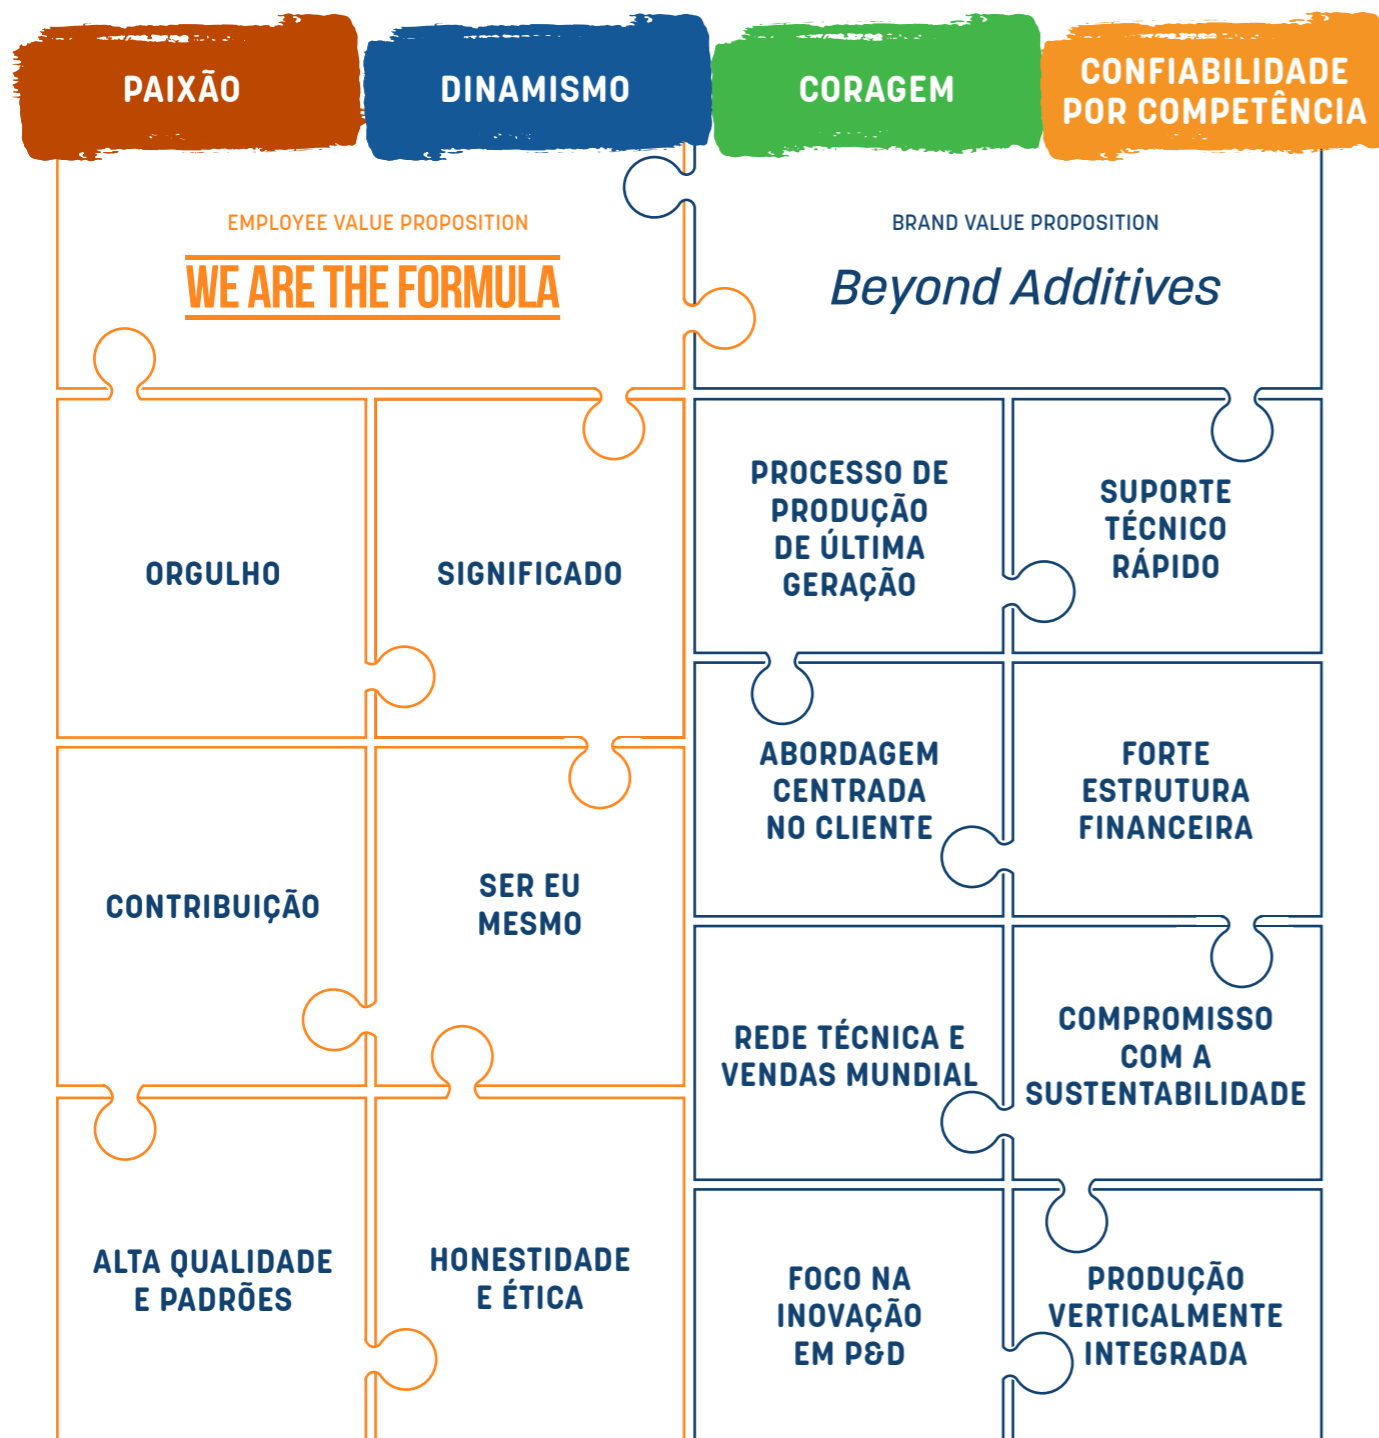 PAIXÃO
DINAMISMO
CORAGEM
CONFIABILIDADE
POR COMPETÊNCIA
EMPLOYEE VALUE PROPOSITION
WE ARE THE FORMULA
BRAND VALUE PROPOSITION
Beyond Additives
ORGULHO
SIGNIFICADO
CONTRIBUIÇÃO
SER EU
MESMO
ALTA QUALIDADE
E PADRÕES
HONESTIDADE
E ÉTICA
PROCESSO DE
PRODUÇÃO
DE ÚLTIMA
GERAÇÃO
SUPORTE
TÉCNICO
RÁPIDO
ABORDAGEM
CENTRADA
NO CLIENTE
FORTE
ESTRUTURA
FINANCEIRA
REDE TÉCNICA E
VENDAS MUNDIAL
COMPROMISSO
COM A
SUSTENTABILIDADE
FOCO NA
INOVAÇÃO
EM P&D
PRODUÇÃO
VERTICALMENTE
INTEGRADA